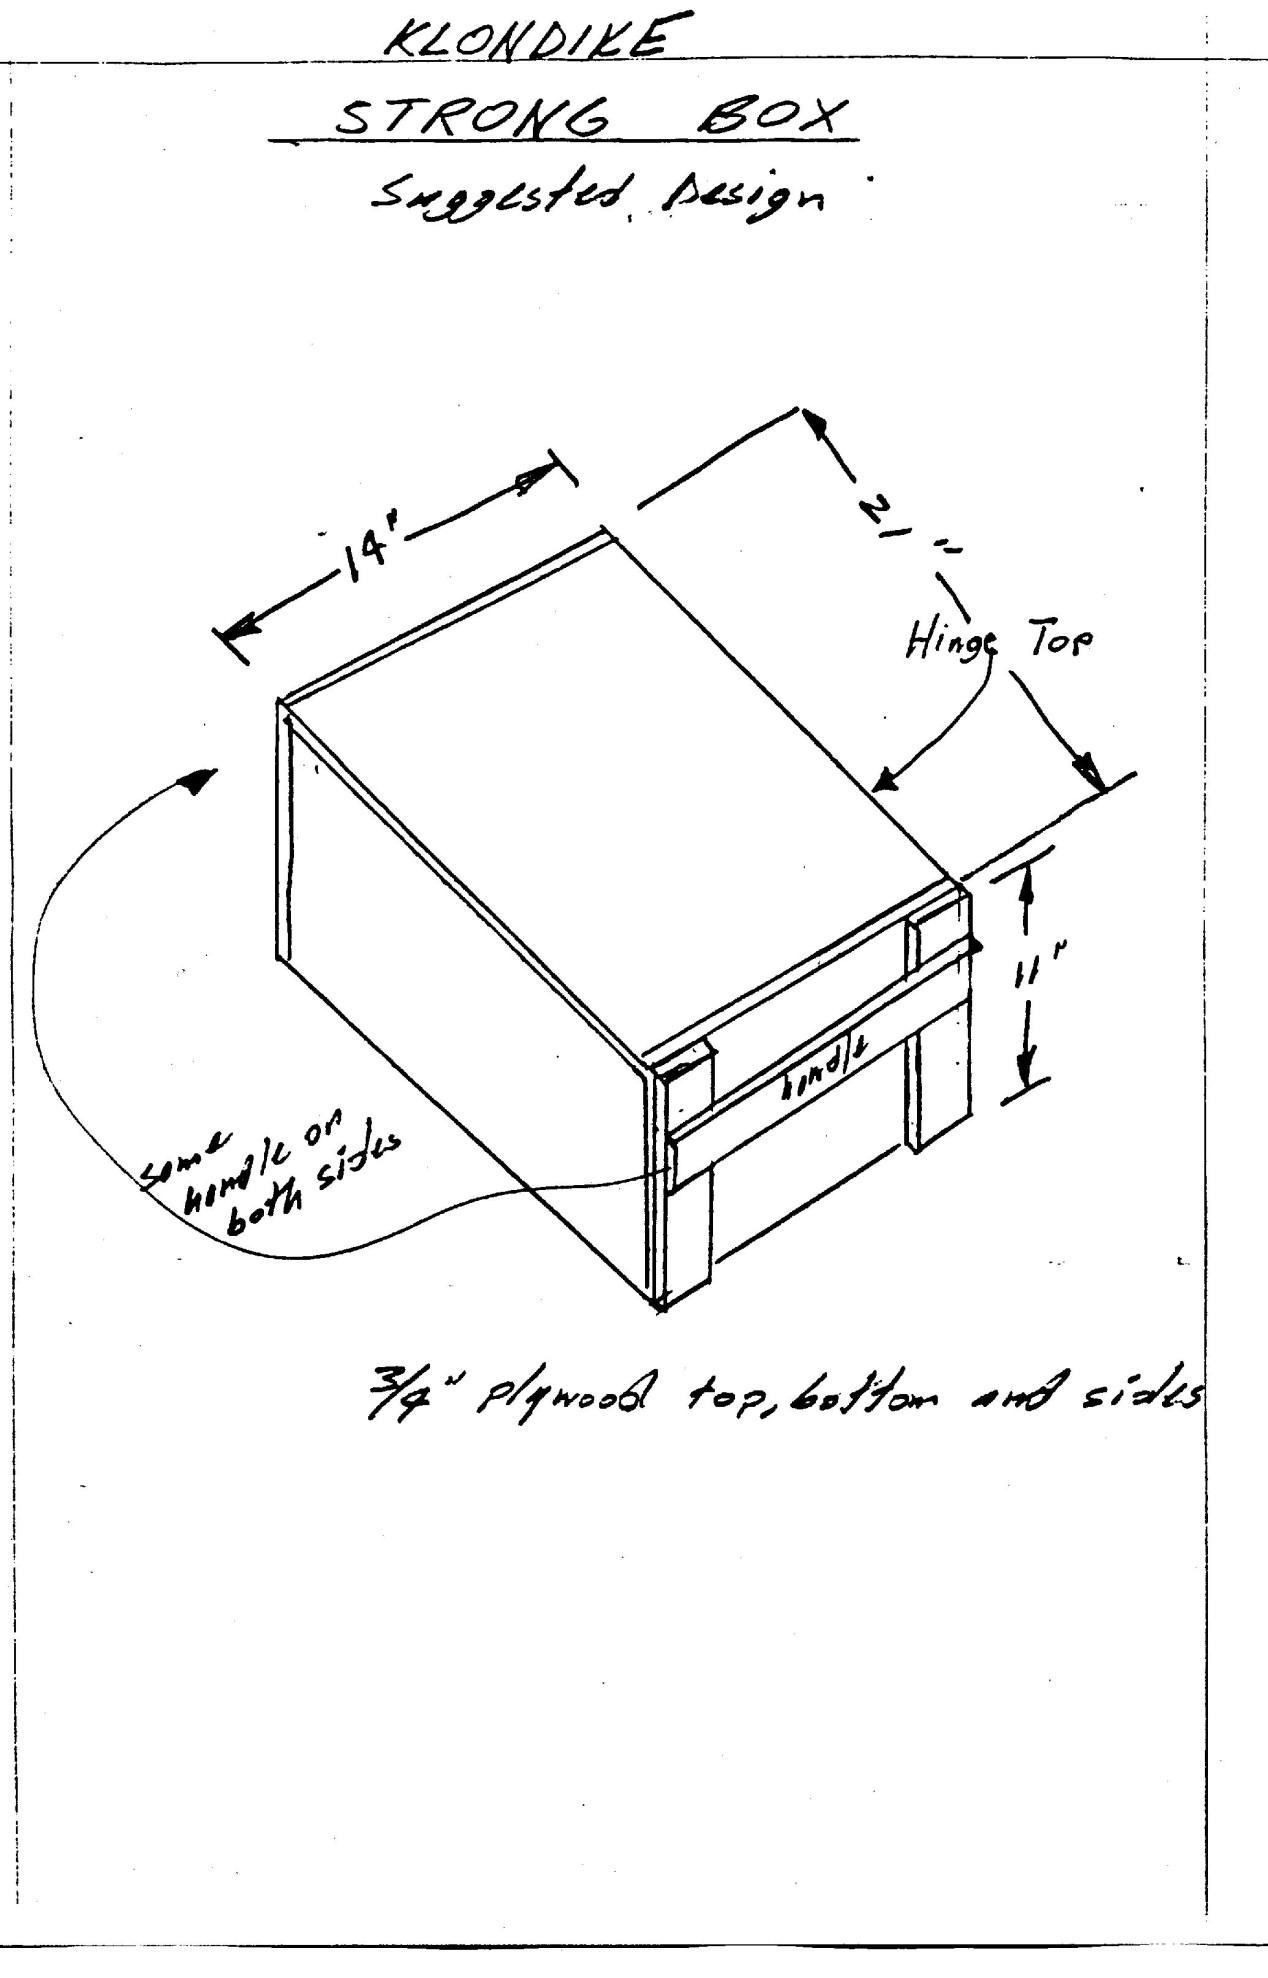 KLONDIKE
STRONG BOX
Suggested Design
14"
21"
Hinge Top
11"
handle
same
handle on
both sides
3/4" plywood top, bottom and sides